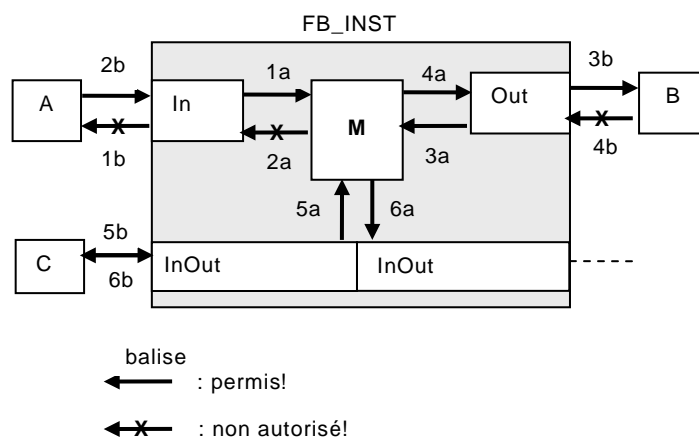 FB_INST
2b 1a 4a 3b
A In M Out B
1b 2a 3a 4b
5b 5a 6a
C InOut InOut
6b
balise
: permis!
X : non autorisé!